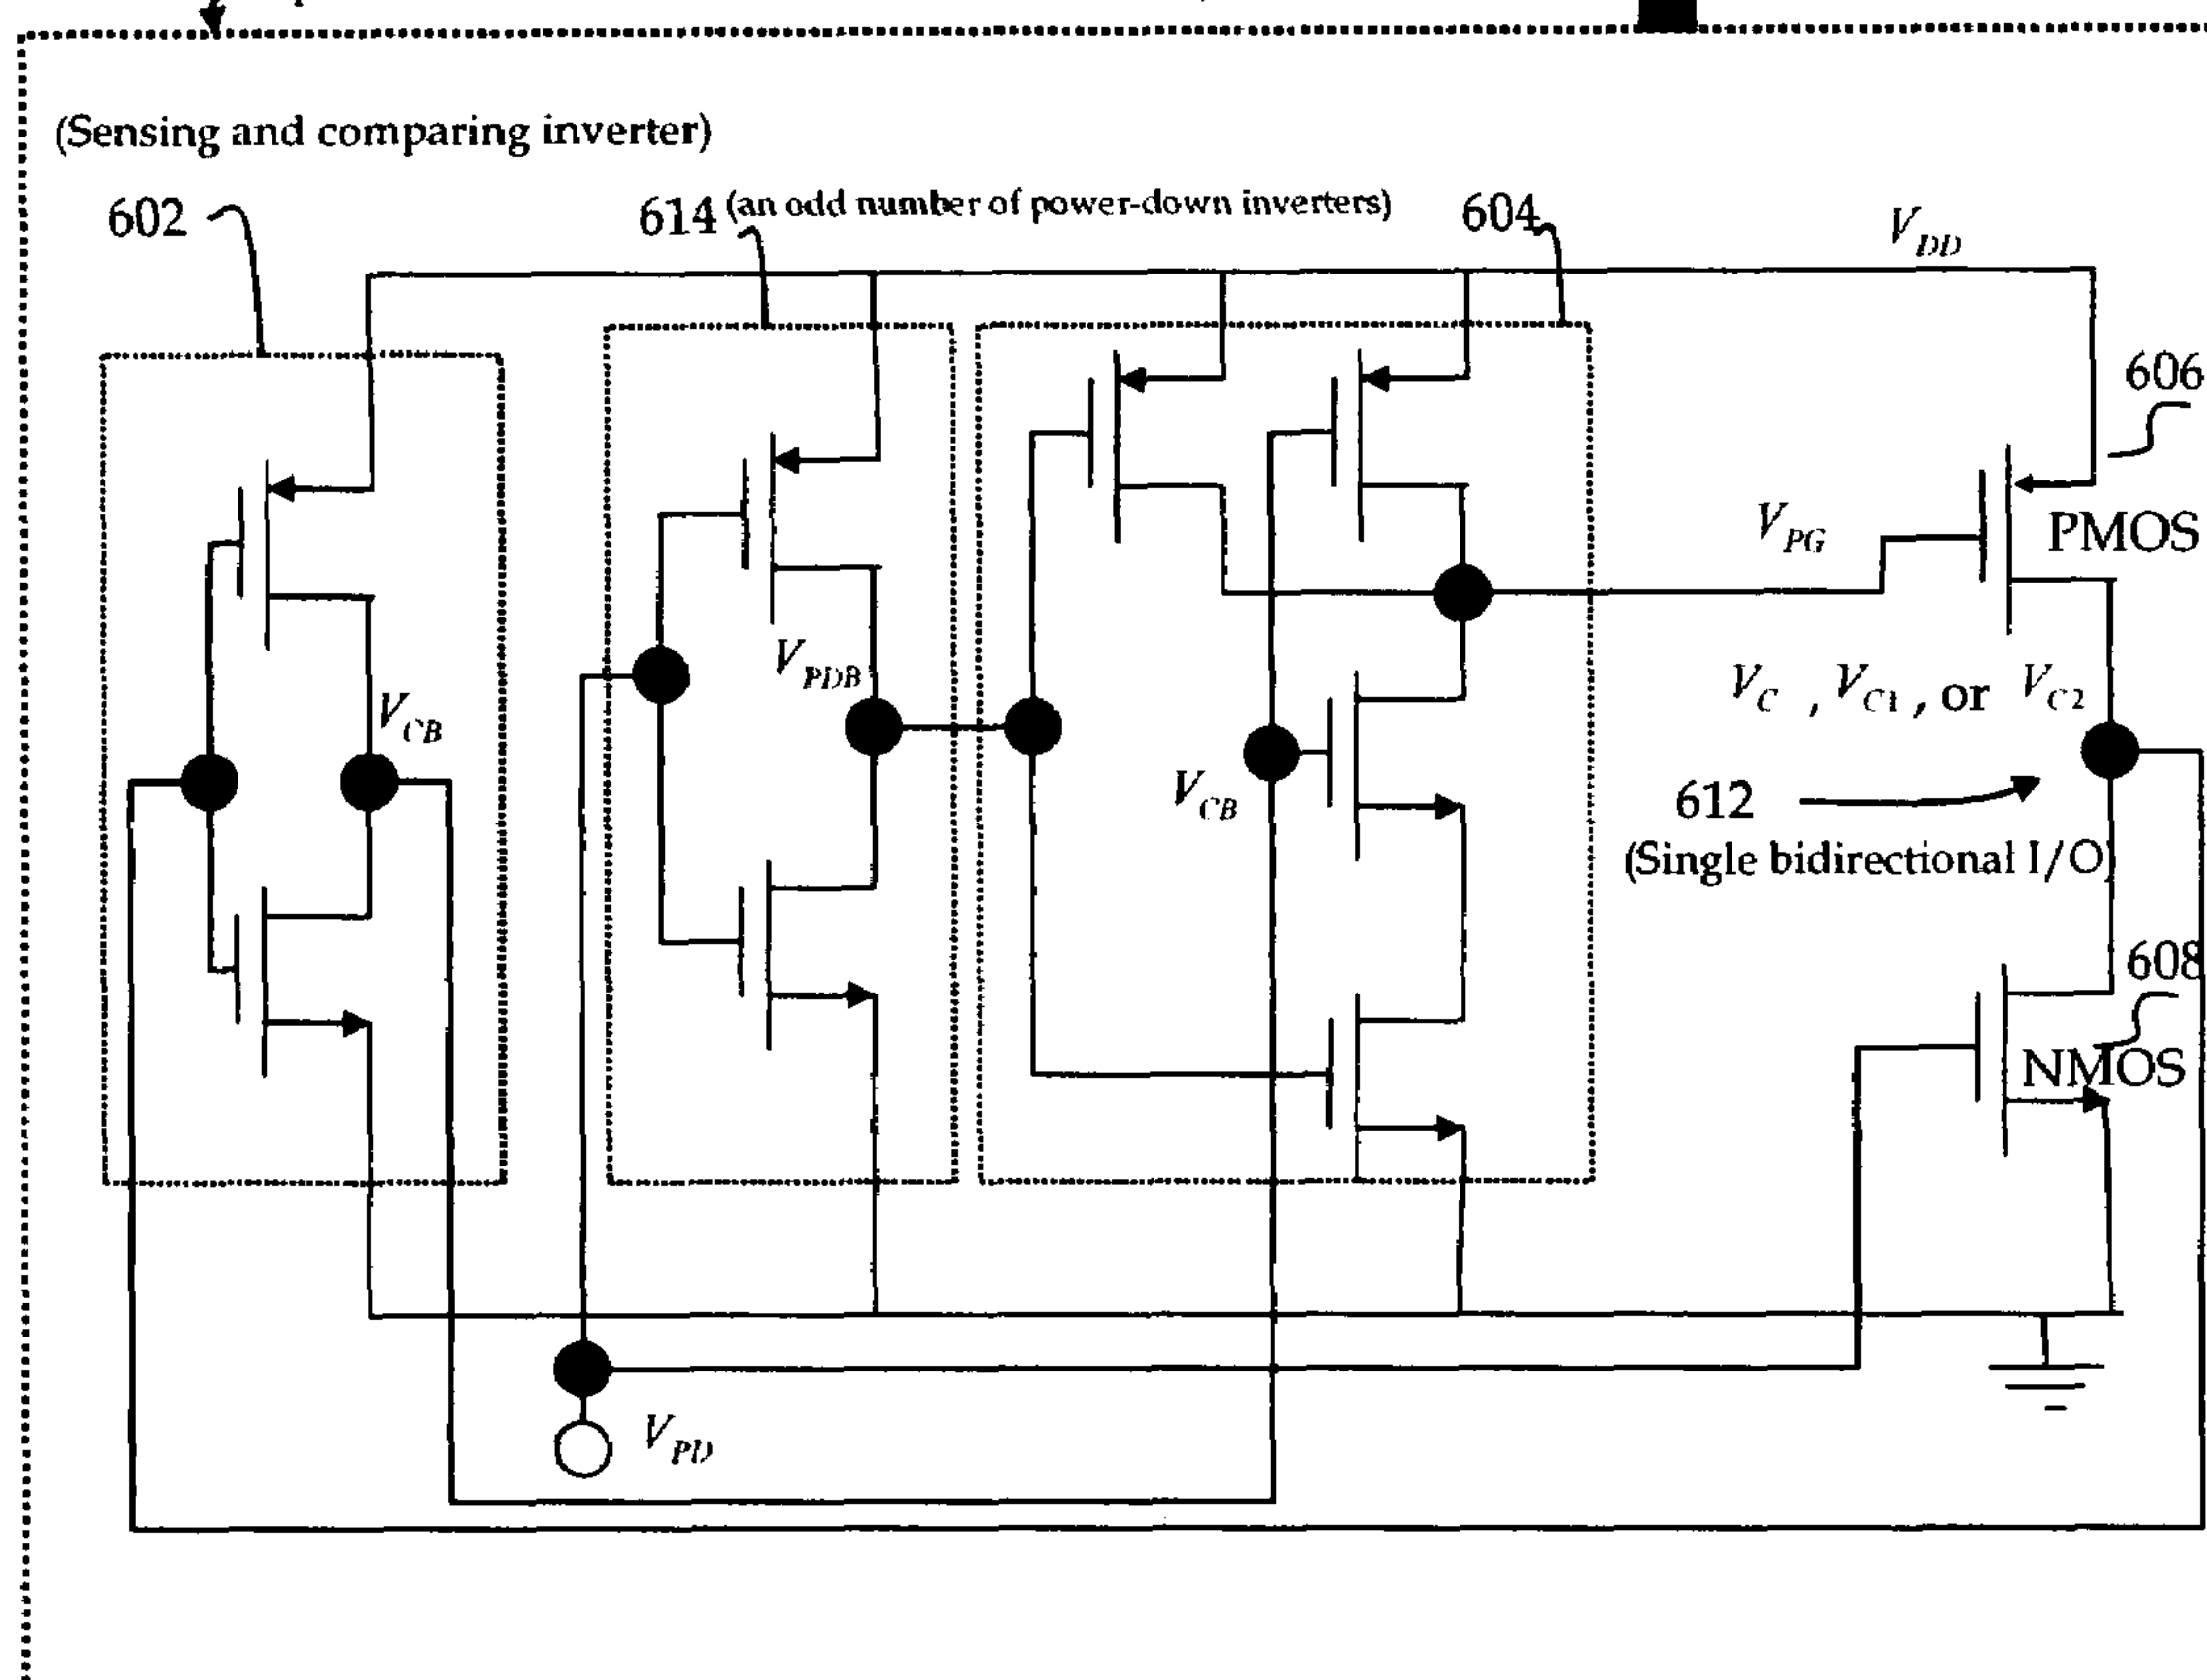 (Sensing and comparing inverter)
602
614 (an odd number of power-down inverters)
604
V_DD
606
PMOS
V_PG
V_PDB
V_C , V_C1 , or V_C2
V_CB
V_CB
612
(Single bidirectional I/O)
608
NMOS
V_PD